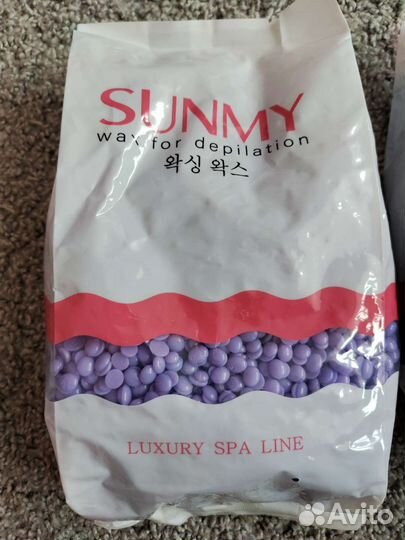 SUNMY
wax for depilation
왁싱 왁스
LUXURY SPA LINE
Avito